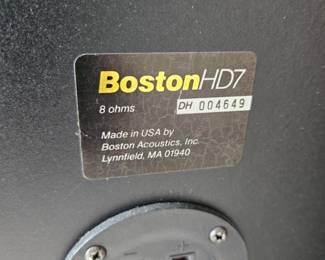 BostonHD7
8 ohms DH 004649
Made in USA by
Boston Acoustics, Inc.
Lynnfield, MA 01940
- +